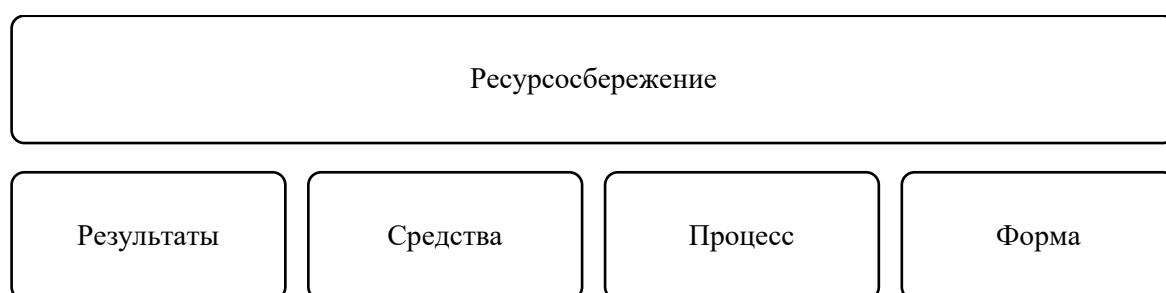 Ресурсосбережение
Результаты Средства Процесс Форма